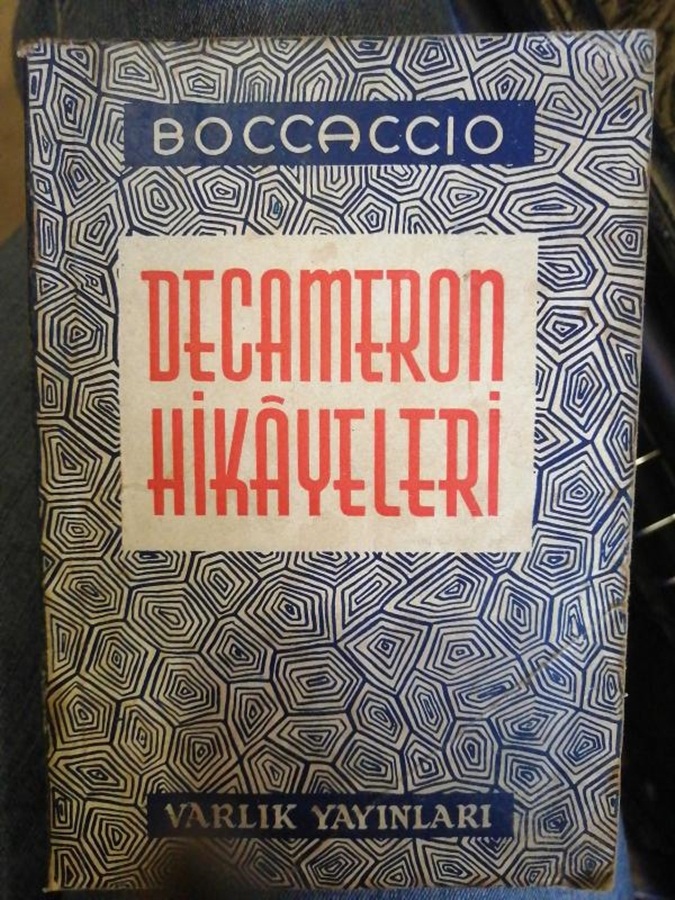 BOCCACCIO
DECAMERON
HİKÂYELERİ
VARLIK YAYINLARI